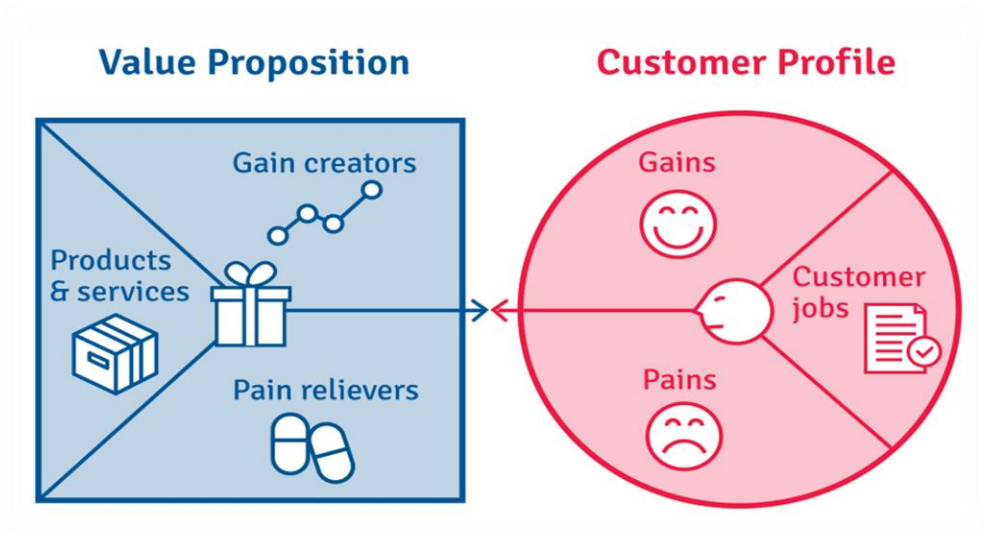 Value Proposition
Customer Profile
Gain creators
Products
& services
Pain relievers
Gains
Customer
jobs
Pains